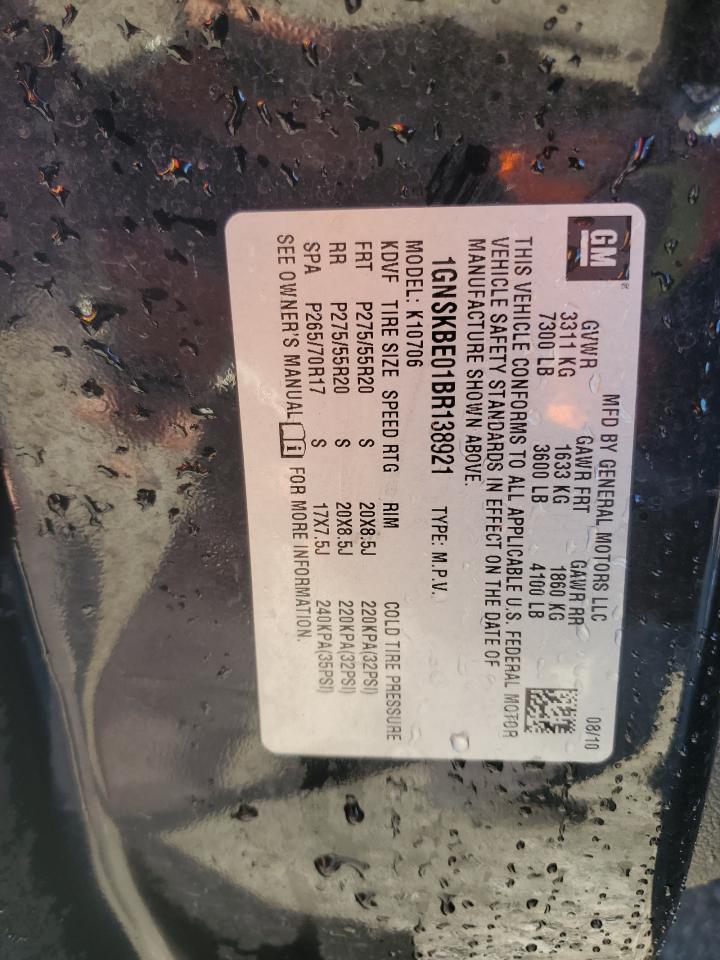 GM
MFD BY GENERAL MOTORS LLC 08/10
GVWR GAWR FRT GAWR RR
3311 KG 1633 KG 1860 KG
7300 LB 3600 LB 4100 LB
THIS VEHICLE CONFORMS TO ALL APPLICABLE U.S. FEDERAL MOTOR
VEHICLE SAFETY STANDARDS IN EFFECT ON THE DATE OF
MANUFACTURE SHOWN ABOVE.
1GNSKBE01BR138921 TYPE: M.P.V.
MODEL: K10706
KDVF TIRE SIZE SPEED RTG RIM COLD TIRE PRESSURE
FRT P275/55R20 S 20X8.5J 220KPA(32PSI)
RR P275/55R20 S 20X8.5J 220KPA(32PSI)
SPA P265/70R17 S 17X7.5J 240KPA(35PSI)
SEE OWNER'S MANUAL FOR MORE INFORMATION.